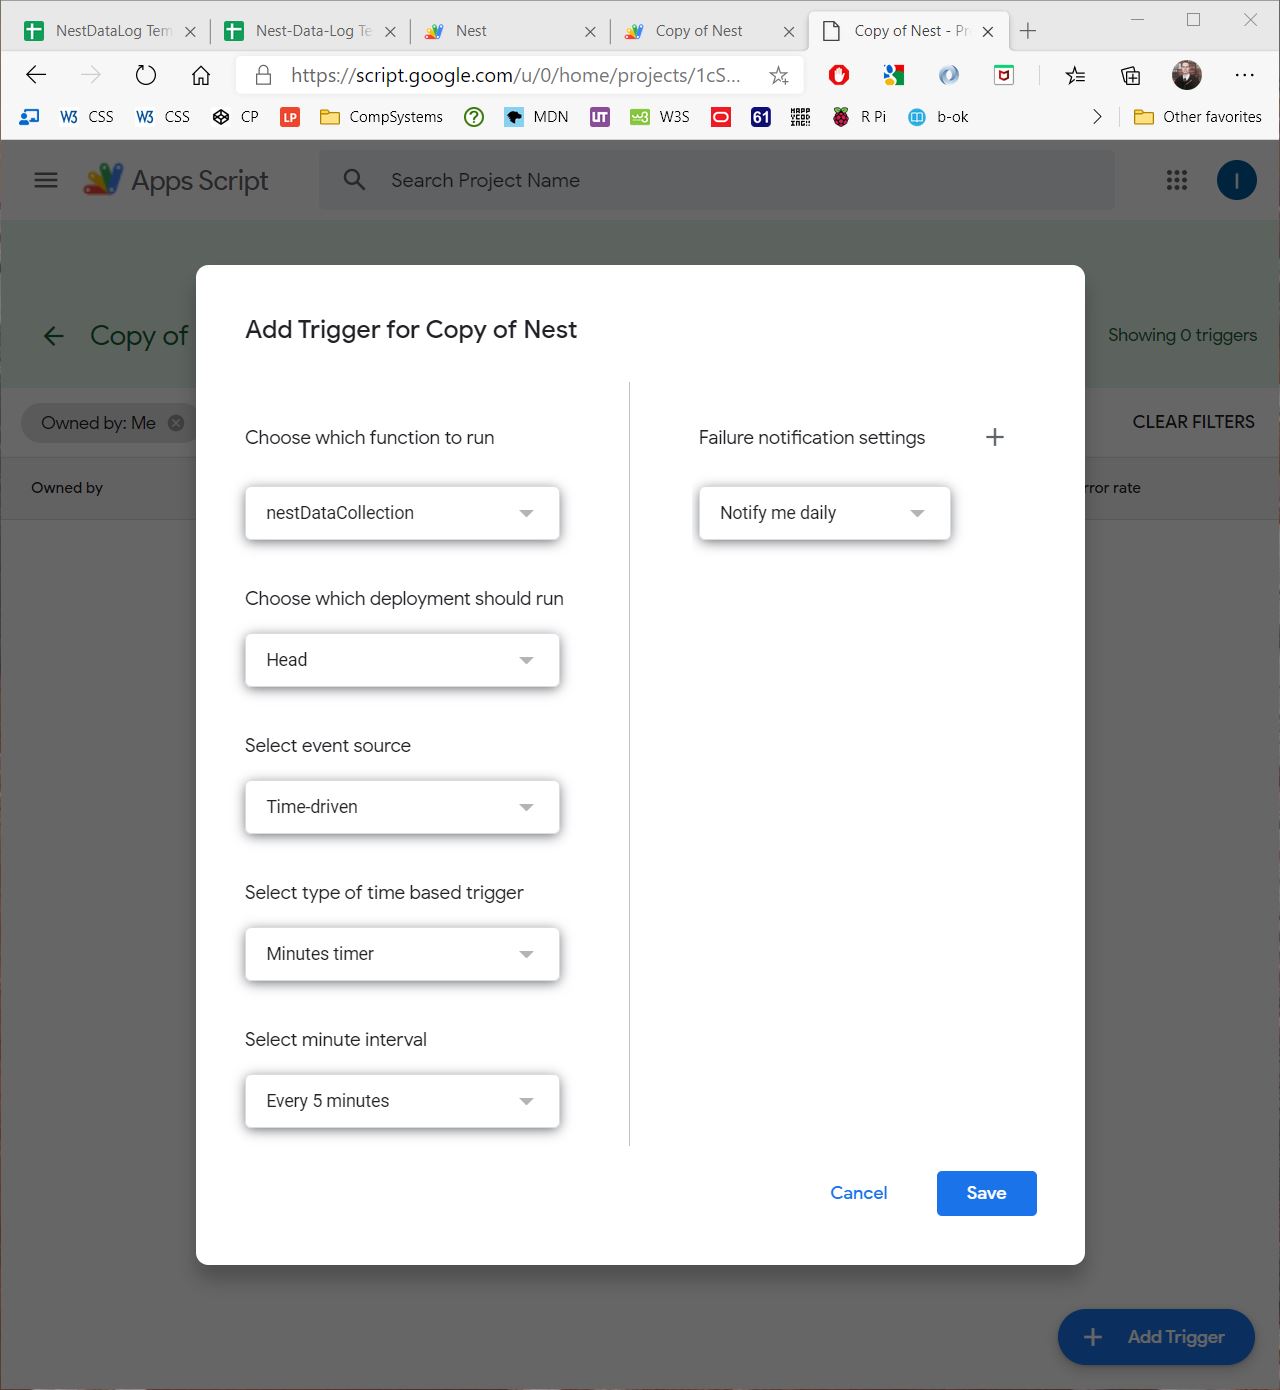 NestDataLog Tem
Nest-Data-Log Te
Nest
Copy of Nest
Copy of Nest - Pr
https://script.google.com/u/0/home/projects/1cS...
W3 CSS
W3 CSS
CP
LP
CompSystems
MDN
UT
W3S
61
R Pi
b-ok
Other favorites
Apps Script
Search Project Name
I
Copy of
Showing 0 triggers
Owned by: Me
CLEAR FILTERS
Owned by
rror rate
Add Trigger for Copy of Nest
Choose which function to run
nestDataCollection
Choose which deployment should run
Head
Select event source
Time-driven
Select type of time based trigger
Minutes timer
Select minute interval
Every 5 minutes
Failure notification settings
Notify me daily
Cancel
Save
Add Trigger